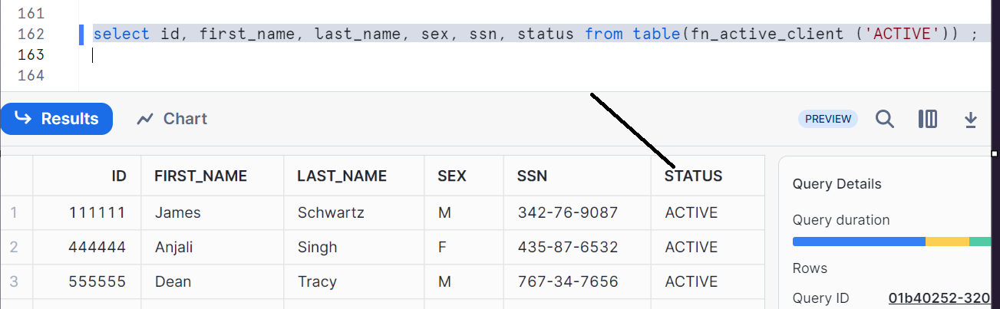 161
162 select id, first_name, last_name, sex, ssn, status from table(fn_active_client ('ACTIVE')) ;
163
164
Results Chart PREVIEW
ID FIRST_NAME LAST_NAME SEX SSN STATUS
1 111111 James Schwartz M 342-76-9087 ACTIVE
2 444444 Anjali Singh F 435-87-6532 ACTIVE
3 555555 Dean Tracy M 767-34-7656 ACTIVE
Query Details
Query duration
Rows
Query ID 01b40252-320